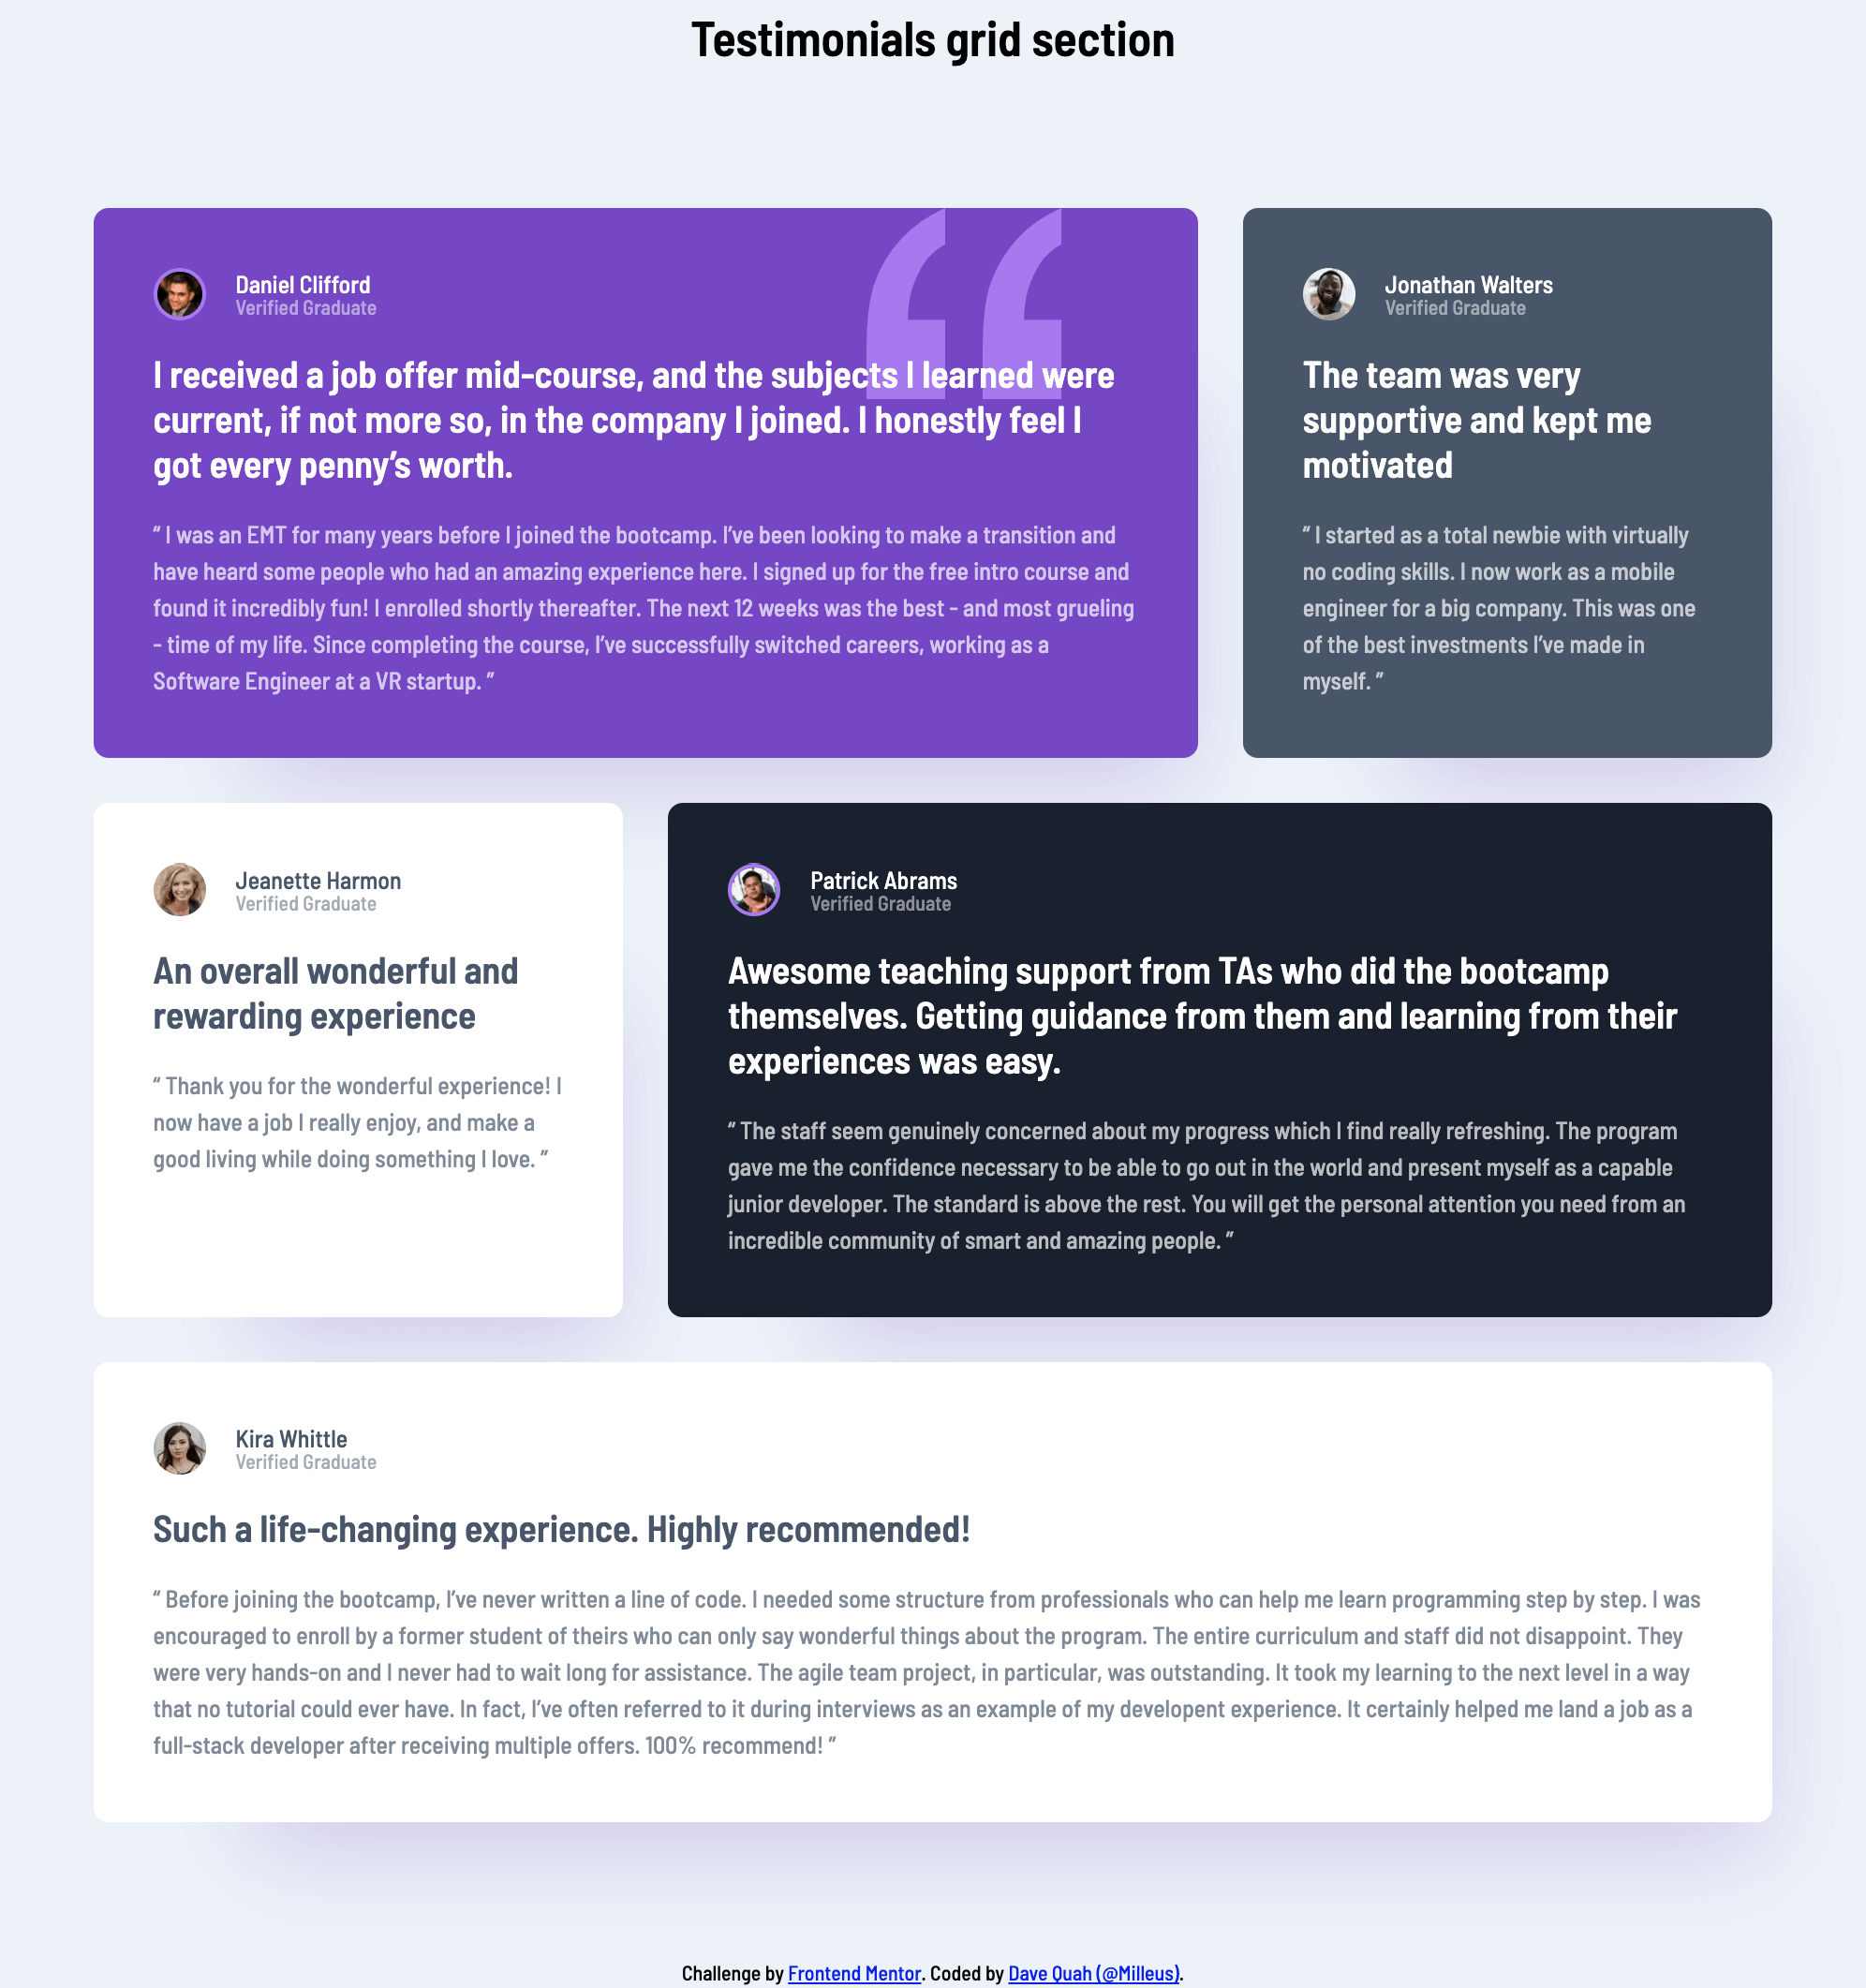 Testimonials grid section
Daniel Clifford
Verified Graduate
I received a job offer mid-course, and the subjects I learned were
current, if not more so, in the company I joined. I honestly feel I
got every penny’s worth.
“ I was an EMT for many years before I joined the bootcamp. I’ve been looking to make a transition and
have heard some people who had an amazing experience here. I signed up for the free intro course and
found it incredibly fun! I enrolled shortly thereafter. The next 12 weeks was the best - and most grueling
- time of my life. Since completing the course, I’ve successfully switched careers, working as a
Software Engineer at a VR startup. ”
Jonathan Walters
Verified Graduate
The team was very
supportive and kept me
motivated
“ I started as a total newbie with virtually
no coding skills. I now work as a mobile
engineer for a big company. This was one
of the best investments I’ve made in
myself. ”
Jeanette Harmon
Verified Graduate
An overall wonderful and
rewarding experience
“ Thank you for the wonderful experience! I
now have a job I really enjoy, and make a
good living while doing something I love. ”
Patrick Abrams
Verified Graduate
Awesome teaching support from TAs who did the bootcamp
themselves. Getting guidance from them and learning from their
experiences was easy.
“ The staff seem genuinely concerned about my progress which I find really refreshing. The program
gave me the confidence necessary to be able to go out in the world and present myself as a capable
junior developer. The standard is above the rest. You will get the personal attention you need from an
incredible community of smart and amazing people. ”
Kira Whittle
Verified Graduate
Such a life-changing experience. Highly recommended!
“ Before joining the bootcamp, I’ve never written a line of code. I needed some structure from professionals who can help me learn programming step by step. I was
encouraged to enroll by a former student of theirs who can only say wonderful things about the program. The entire curriculum and staff did not disappoint. They
were very hands-on and I never had to wait long for assistance. The agile team project, in particular, was outstanding. It took my learning to the next level in a way
that no tutorial could ever have. In fact, I’ve often referred to it during interviews as an example of my developent experience. It certainly helped me land a job as a
full-stack developer after receiving multiple offers. 100% recommend! ”
Challenge by Frontend Mentor. Coded by Dave Quah (@Milleus).